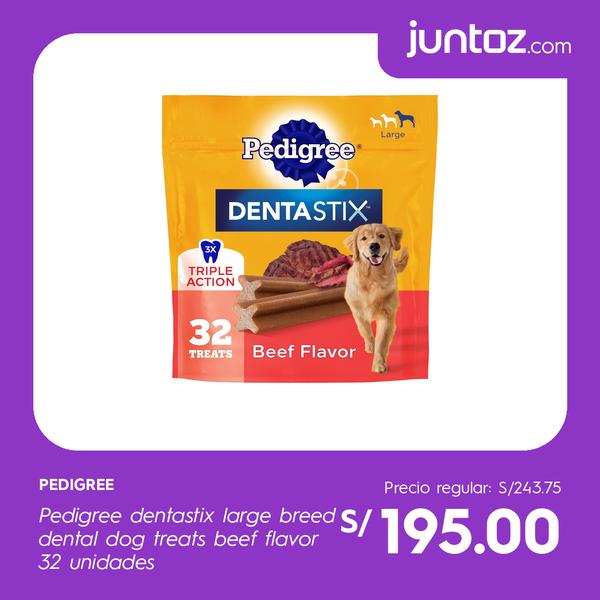 juntoz.com
Large
Pedigree®
DENTASTIX™
3X
TRIPLE
ACTION
32
TREATS
Beef Flavor
PEDIGREE
Precio regular: S/243.75
Pedigree dentastix large breed
dental dog treats beef flavor
32 unidades
S/195.00